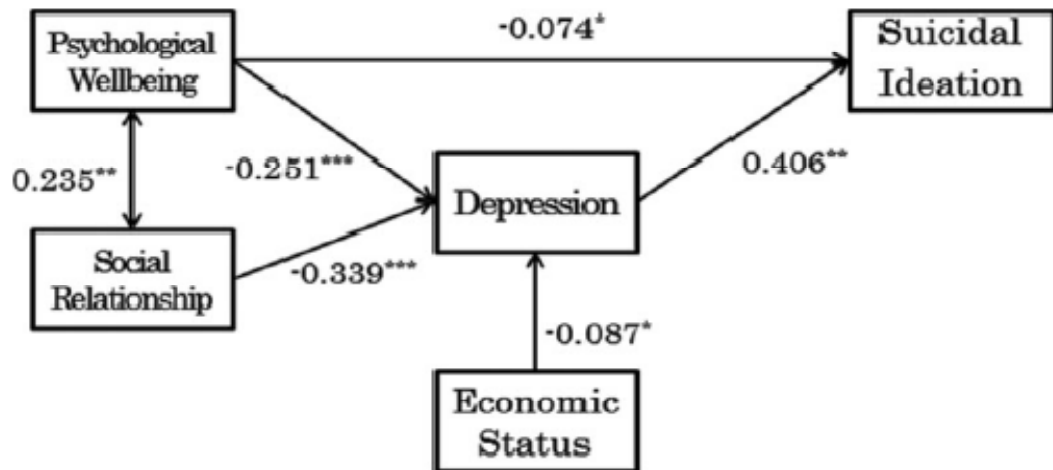 Psychological
Wellbeing
-0.074*
Suicidal
Ideation
0.235**
-0.251***
Depression
0.406**
Social
Relationship
-0.339***
-0.087*
Economic
Status